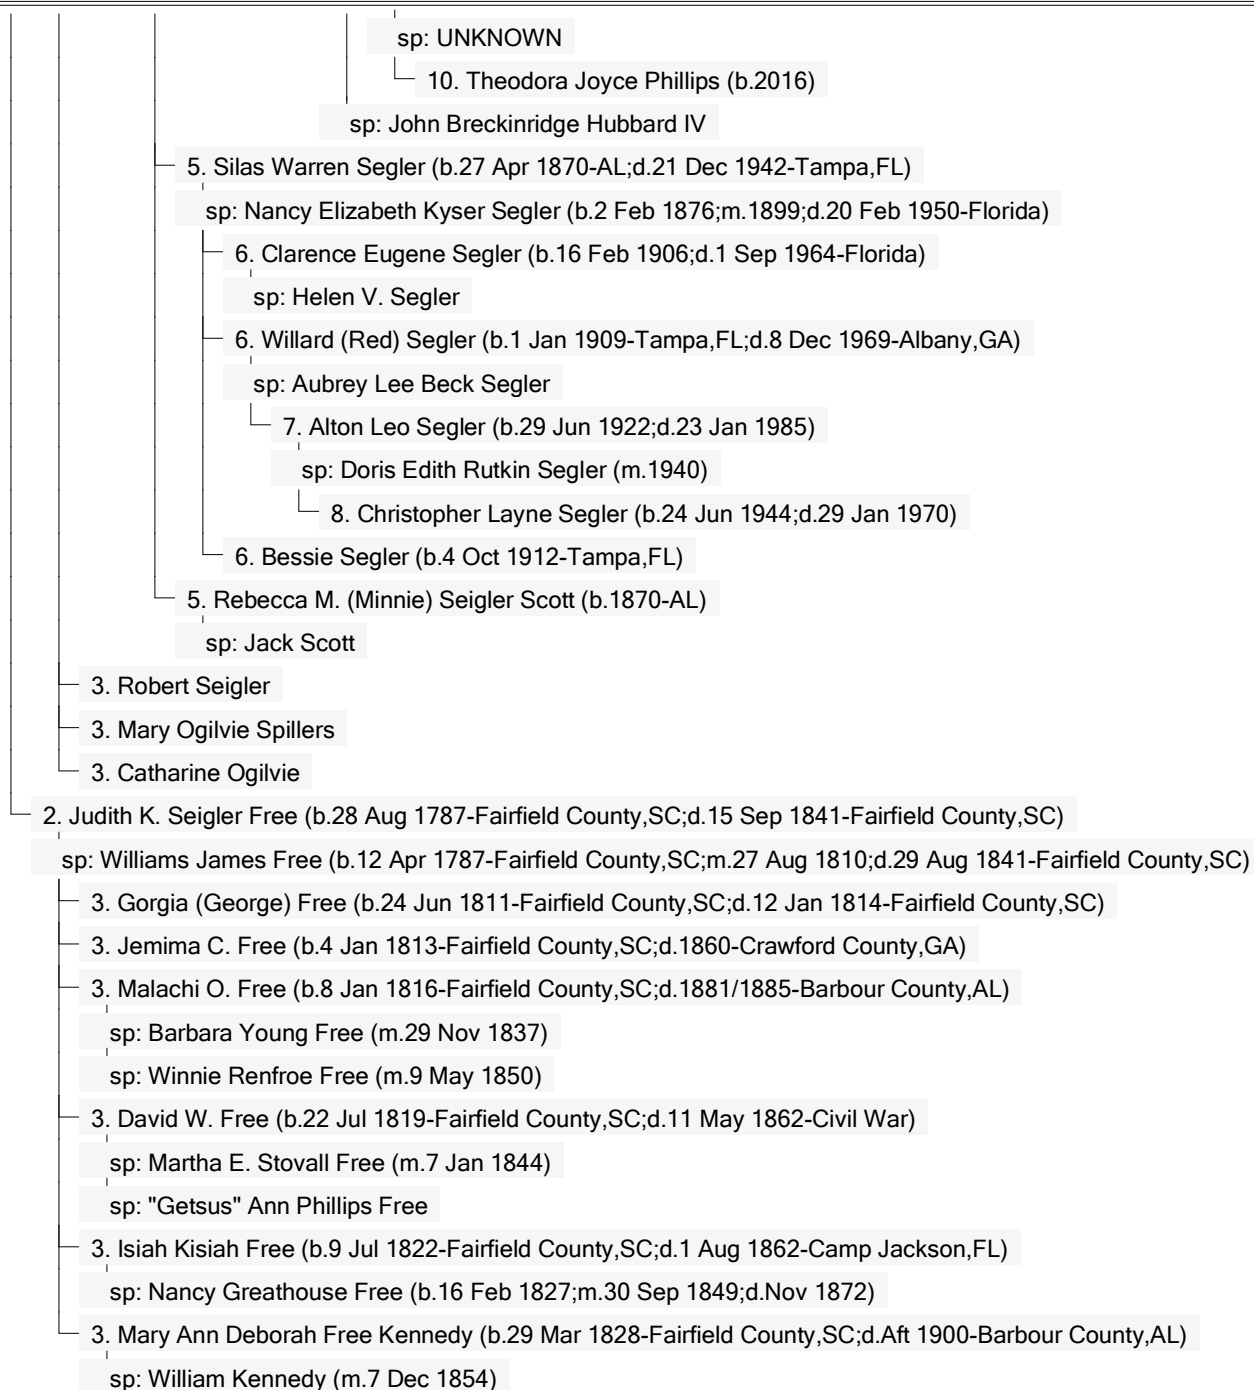 sp: UNKNOWN
10. Theodora Joyce Phillips (b.2016)
sp: John Breckinridge Hubbard IV
5. Silas Warren Segler (b.27 Apr 1870-AL;d.21 Dec 1942-Tampa,FL)
sp: Nancy Elizabeth Kyser Segler (b.2 Feb 1876;m.1899;d.20 Feb 1950-Florida)
6. Clarence Eugene Segler (b.16 Feb 1906;d.1 Sep 1964-Florida)
sp: Helen V. Segler
6. Willard (Red) Segler (b.1 Jan 1909-Tampa,FL;d.8 Dec 1969-Albany,GA)
sp: Aubrey Lee Beck Segler
7. Alton Leo Segler (b.29 Jun 1922;d.23 Jan 1985)
sp: Doris Edith Rutkin Segler (m.1940)
8. Christopher Layne Segler (b.24 Jun 1944;d.29 Jan 1970)
6. Bessie Segler (b.4 Oct 1912-Tampa,FL)
5. Rebecca M. (Minnie) Seigler Scott (b.1870-AL)
sp: Jack Scott
3. Robert Seigler
3. Mary Ogilvie Spillers
3. Catharine Ogilvie
2. Judith K. Seigler Free (b.28 Aug 1787-Fairfield County,SC;d.15 Sep 1841-Fairfield County,SC)
sp: Williams James Free (b.12 Apr 1787-Fairfield County,SC;m.27 Aug 1810;d.29 Aug 1841-Fairfield County,SC)
3. Gorgia (George) Free (b.24 Jun 1811-Fairfield County,SC;d.12 Jan 1814-Fairfield County,SC)
3. Jemima C. Free (b.4 Jan 1813-Fairfield County,SC;d.1860-Crawford County,GA)
3. Malachi O. Free (b.8 Jan 1816-Fairfield County,SC;d.1881/1885-Barbour County,AL)
sp: Barbara Young Free (m.29 Nov 1837)
sp: Winnie Renfroe Free (m.9 May 1850)
3. David W. Free (b.22 Jul 1819-Fairfield County,SC;d.11 May 1862-Civil War)
sp: Martha E. Stovall Free (m.7 Jan 1844)
sp: "Getsus" Ann Phillips Free
3. Isiah Kisiah Free (b.9 Jul 1822-Fairfield County,SC;d.1 Aug 1862-Camp Jackson,FL)
sp: Nancy Greathouse Free (b.16 Feb 1827;m.30 Sep 1849;d.Nov 1872)
3. Mary Ann Deborah Free Kennedy (b.29 Mar 1828-Fairfield County,SC;d.Aft 1900-Barbour County,AL)
sp: William Kennedy (m.7 Dec 1854)